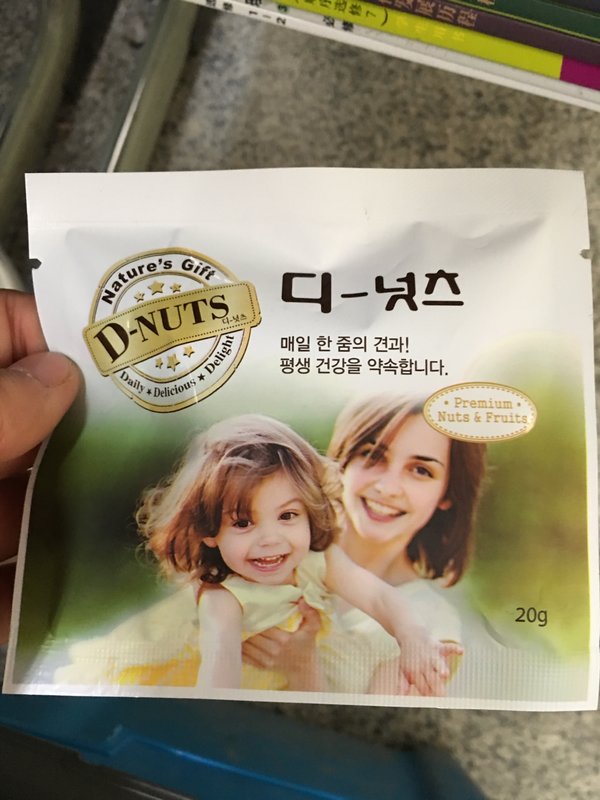 Nature's Gift
D-NUTS
디-넛츠
Daily ★ Delicious ★ Delight
디-넛츠
매일 한 줌의 견과!
평생 건강을 약속합니다.
Premium
Nuts & Fruits
20g